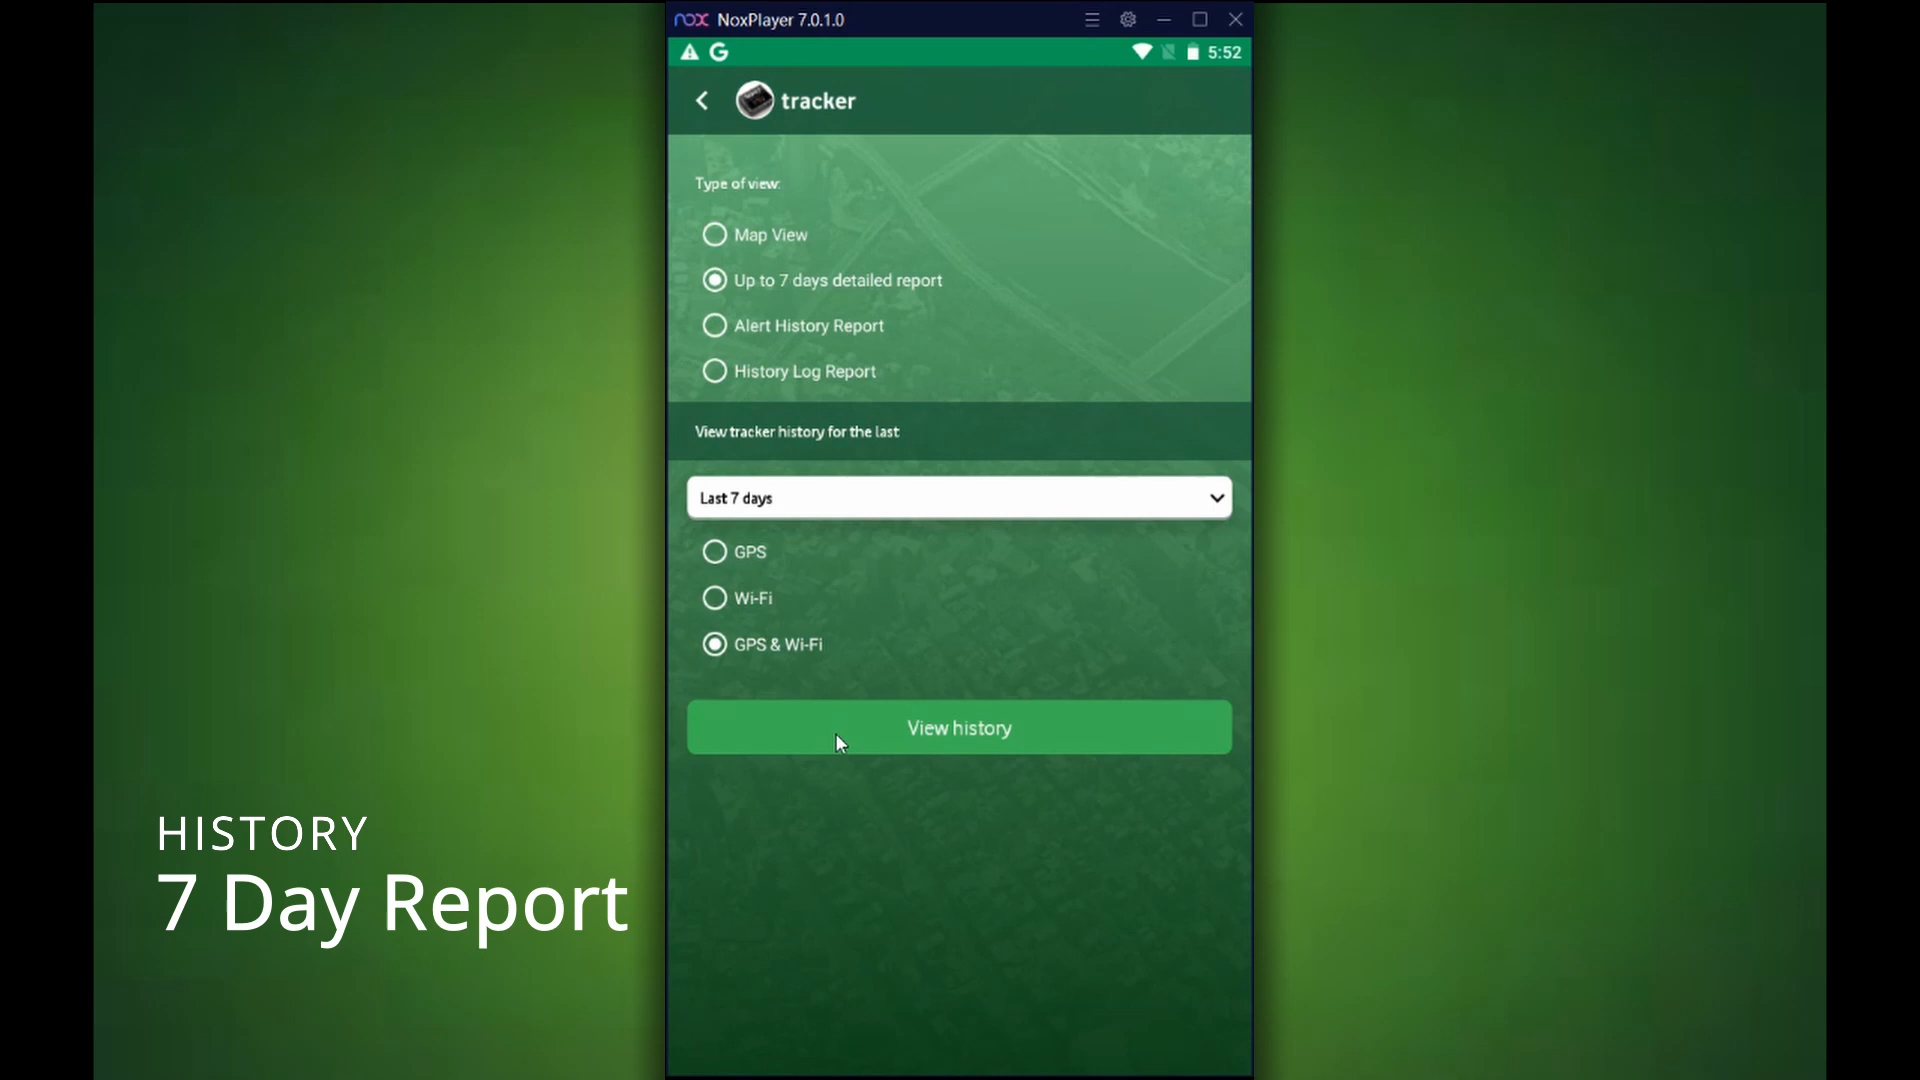 nox NoxPlayer 7.0.1.0
G 5:52
tracker
Type of view:
Map View
Up to 7 days detailed report
Alert History Report
History Log Report
View tracker history for the last
Last 7 days
GPS
Wi-Fi
GPS & Wi-Fi
View history
HISTORY
7 Day Report